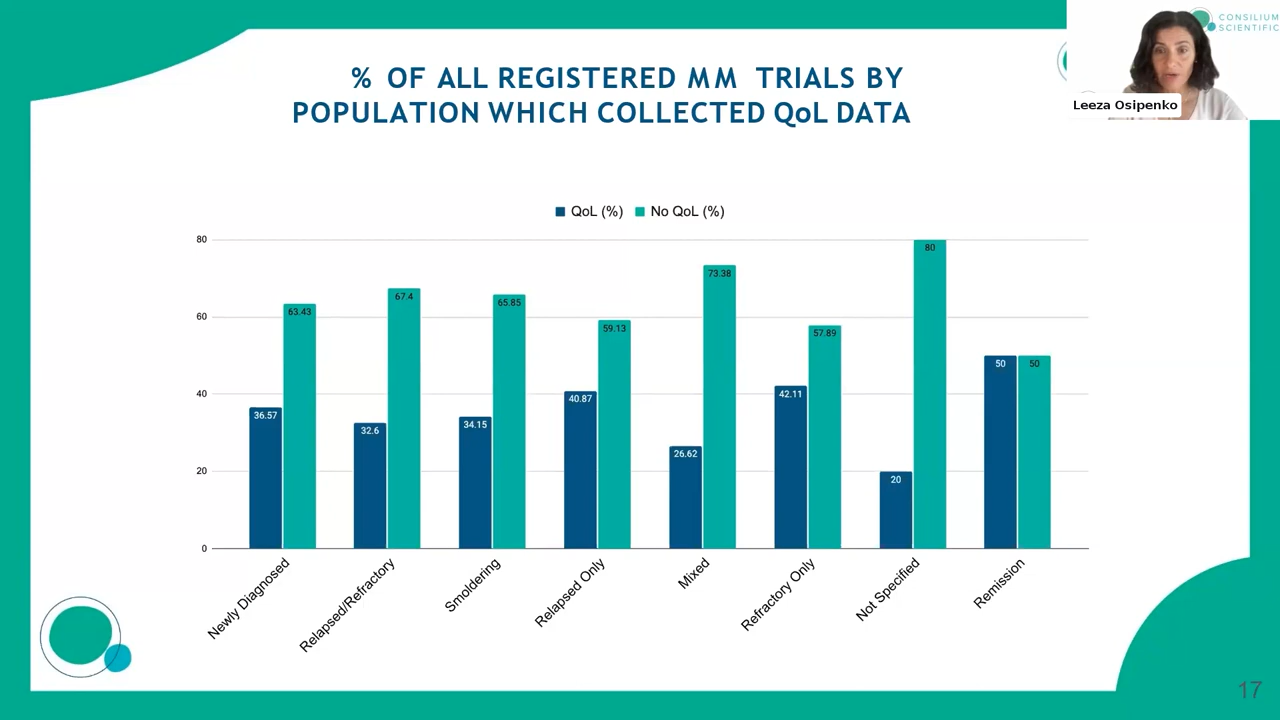 CONSILIUM
SCIENTIFIC
Leeza Osipenko
% OF ALL REGISTERED MM TRIALS BY
POPULATION WHICH COLLECTED QoL DATA
QoL (%) No QoL (%)
80
60
40
20
0
36.57 63.43
32.6 67.4
34.15 65.85
40.87 59.13
26.62 73.38
42.11 57.89
20 80
50 50
Newly Diagnosed
Relapsed/Refractory
Smoldering
Relapsed Only
Mixed
Refractory Only
Not Specified
Remission
17